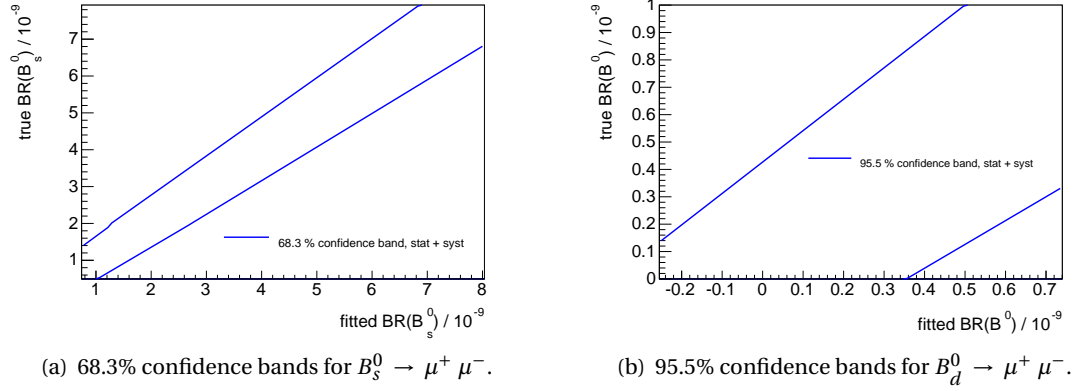 true BR(B⁰ₛ) / 10⁻⁹
7
6
5
4
3
2
1
68.3 % confidence band, stat + syst
1 2 3 4 5 6 7 8
fitted BR(B⁰ₛ) / 10⁻⁹
(a) 68.3% confidence bands for B⁰ₛ → μ⁺ μ⁻.
true BR(B⁰) / 10⁻⁹
1
0.9
0.8
0.7
0.6
0.5
0.4
0.3
0.2
0.1
0
95.5 % confidence band, stat + syst
-0.2 -0.1 0 0.1 0.2 0.3 0.4 0.5 0.6 0.7
fitted BR(B⁰) / 10⁻⁹
(b) 95.5% confidence bands for B⁰_d → μ⁺ μ⁻.